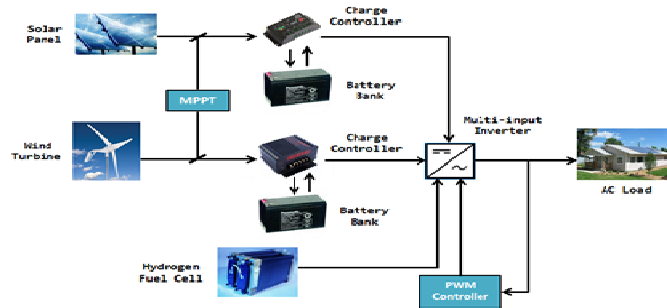 Solar
Panel
Charge
Controller
MPPT
Battery
Bank
Wind
Turbine
Charge
Controller
Multi-input
Inverter
AC Load
Battery
Bank
Hydrogen
Fuel Cell
PWM
Controller